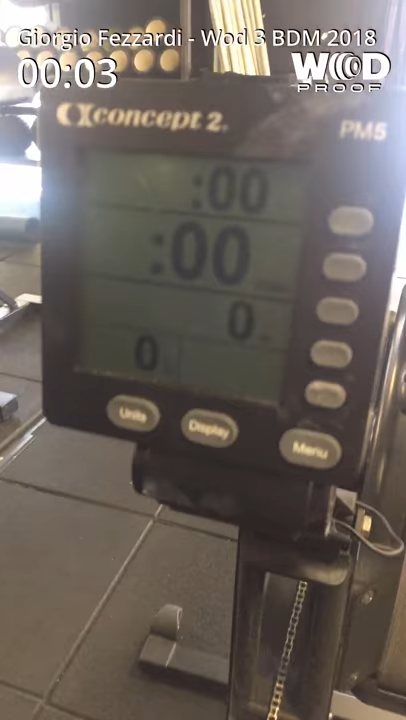 Giorgio Fezzardi - Wod 3 BDM 2018
00:03
WOD
PROOF
concept 2.
PM5
:00
:00
0
0
Units
Display
Menu